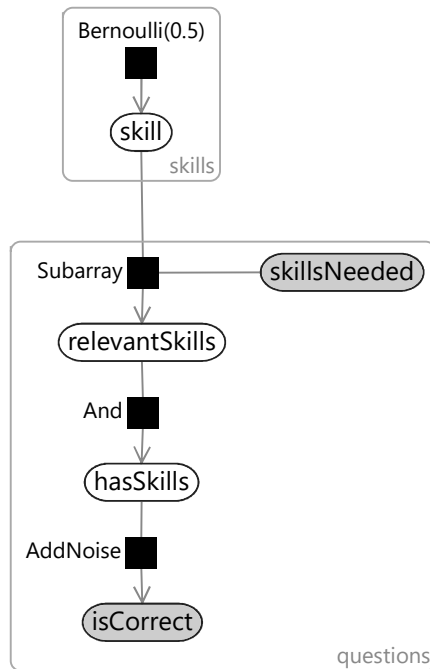 Bernoulli(0.5)
skill
skills
Subarray
skillsNeeded
relevantSkills
And
hasSkills
AddNoise
isCorrect
questions